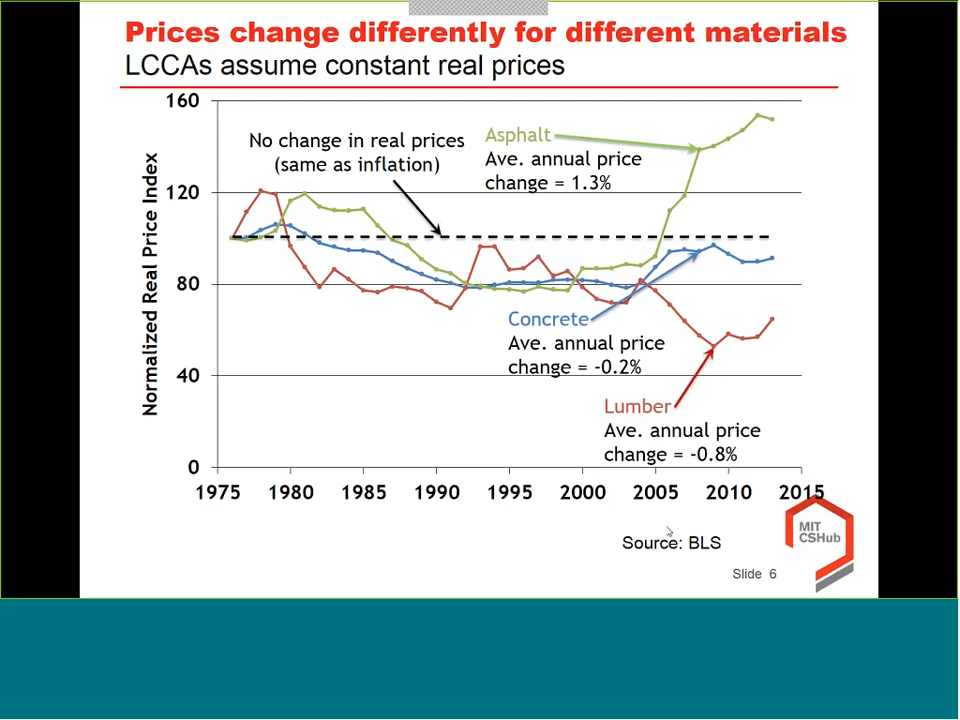 Prices change differently for different materials
LCCAs assume constant real prices
160
120
80
40
0
Normalized Real Price Index
No change in real prices
(same as inflation)
Asphalt
Ave. annual price
change = 1.3%
Concrete
Ave. annual price
change = -0.2%
Lumber
Ave. annual price
change = -0.8%
1975 1980 1985 1990 1995 2000 2005 2010 2015
MIT
CSHub
Source: BLS
Slide 6